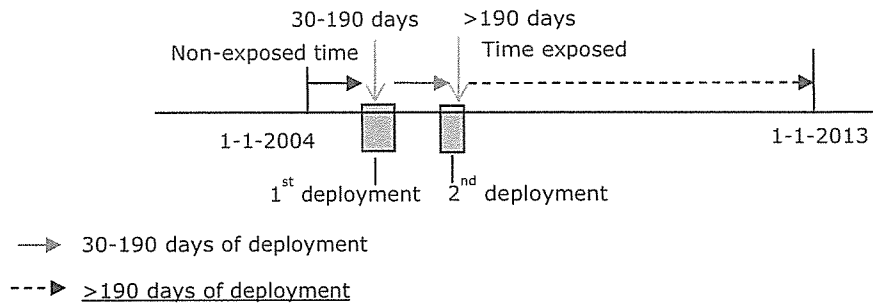 30-190 days
>190 days
Non-exposed time
Time exposed
1-1-2004
1-1-2013
1st deployment
2nd deployment
30-190 days of deployment
>190 days of deployment